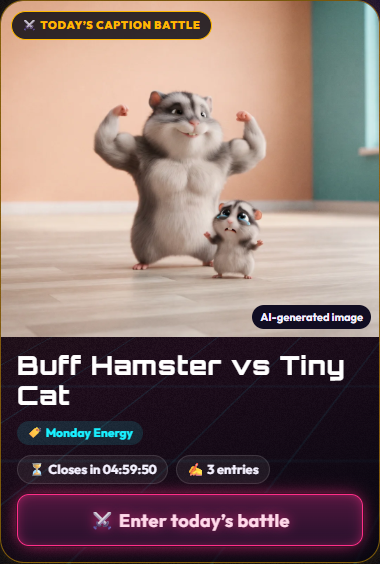 ⚔️ TODAY'S CAPTION BATTLE
AI-generated image
Buff Hamster vs Tiny
Cat
🏷️ Monday Energy
⏳ Closes in 04:59:50
✍️ 3 entries
⚔️ Enter today's battle